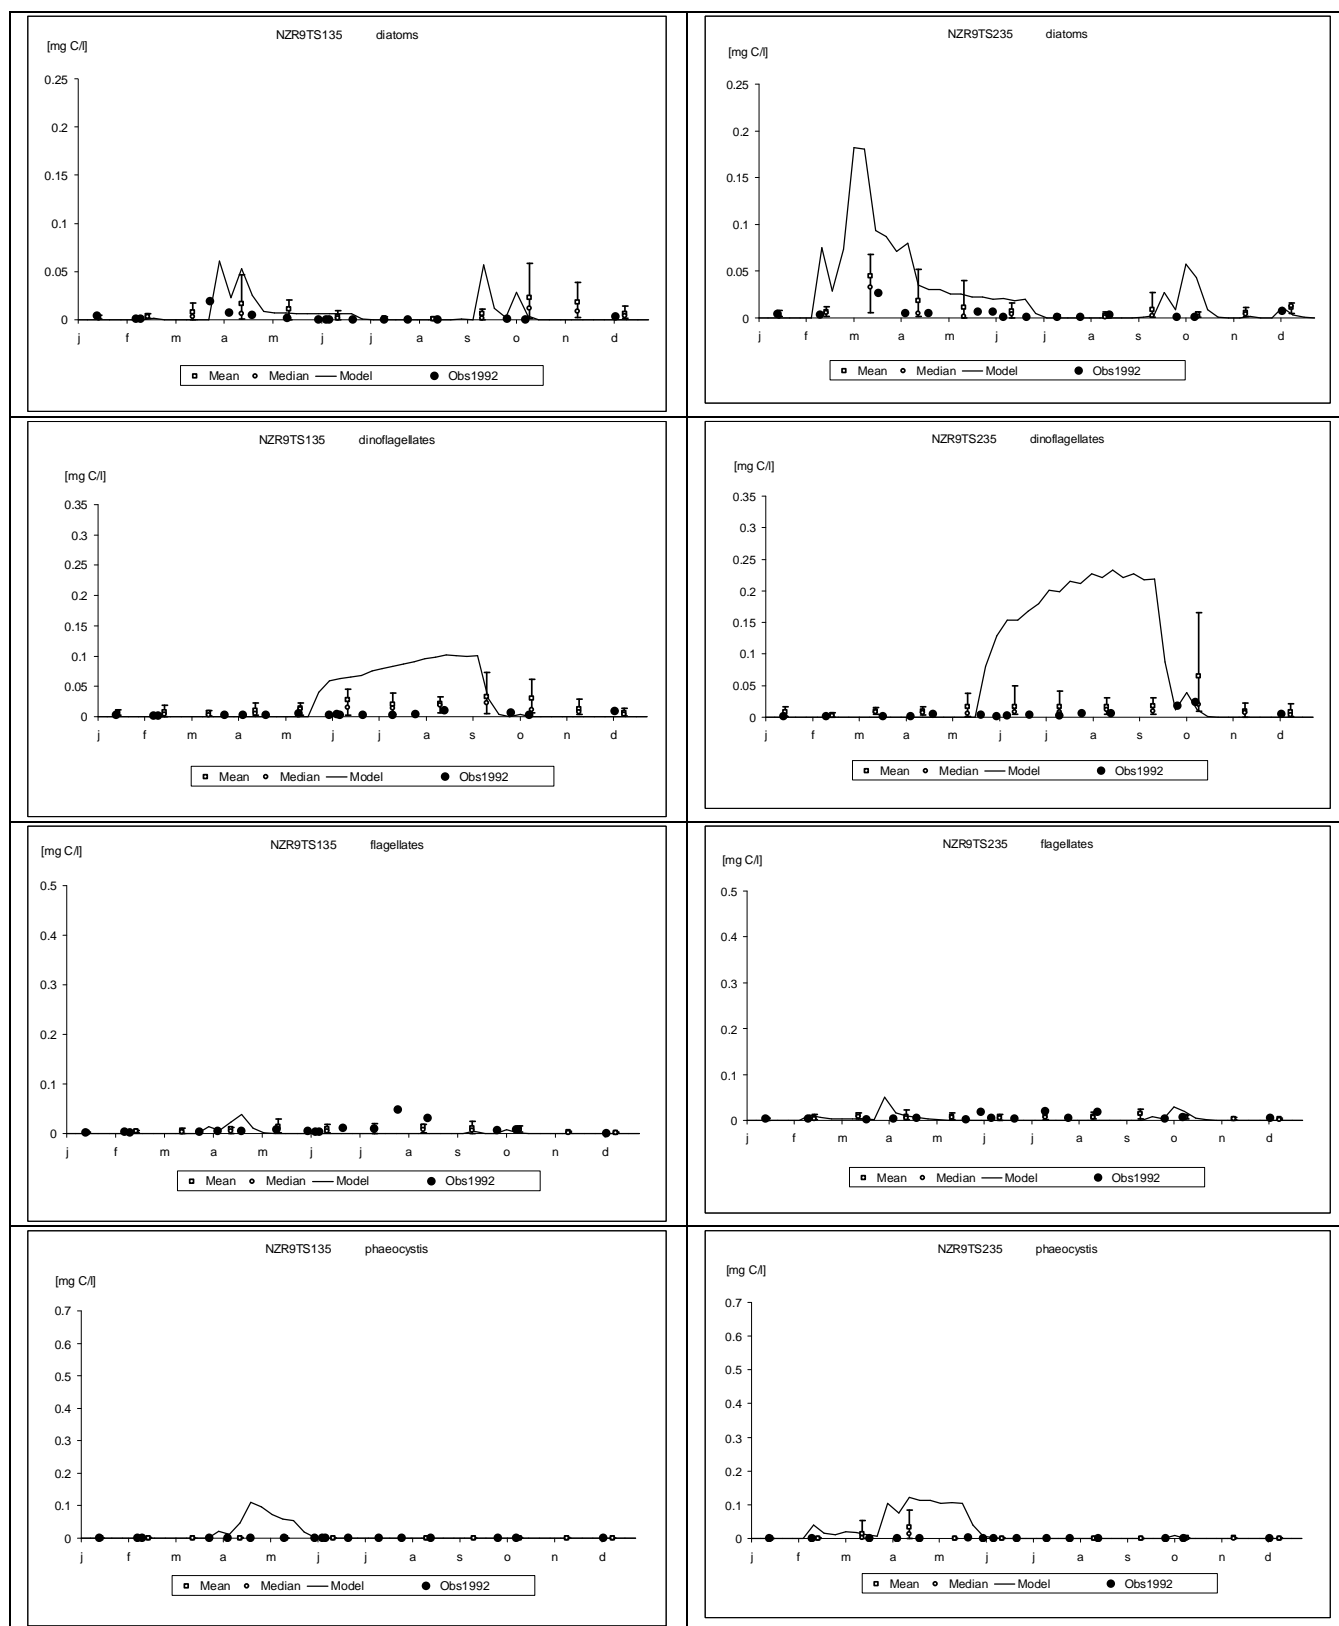 NZR9TS135 diatoms
[mg C/l]
0.25
0.2
0.15
0.1
0.05
0
j f m a m j j a s o n d
Mean Median Model Obs1992
NZR9TS235 diatoms
[mg C/l]
0.25
0.2
0.15
0.1
0.05
0
j f m a m j j a s o n d
Mean Median Model Obs1992
NZR9TS135 dinoflagellates
[mg C/l]
0.35
0.3
0.25
0.2
0.15
0.1
0.05
0
j f m a m j j a s o n d
Mean Median Model Obs1992
NZR9TS235 dinoflagellates
[mg C/l]
0.35
0.3
0.25
0.2
0.15
0.1
0.05
0
j f m a m j j a s o n d
Mean Median Model Obs1992
NZR9TS135 flagellates
[mg C/l]
0.5
0.4
0.3
0.2
0.1
0
j f m a m j j a s o n d
Mean Median Model Obs1992
NZR9TS235 flagellates
[mg C/l]
0.5
0.4
0.3
0.2
0.1
0
j f m a m j j a s o n d
Mean Median Model Obs1992
NZR9TS135 phaeocystis
[mg C/l]
0.7
0.6
0.5
0.4
0.3
0.2
0.1
0
j f m a m j j a s o n d
Mean Median Model Obs1992
NZR9TS235 phaeocystis
[mg C/l]
0.7
0.6
0.5
0.4
0.3
0.2
0.1
0
j f m a m j j a s o n d
Mean Median Model Obs1992